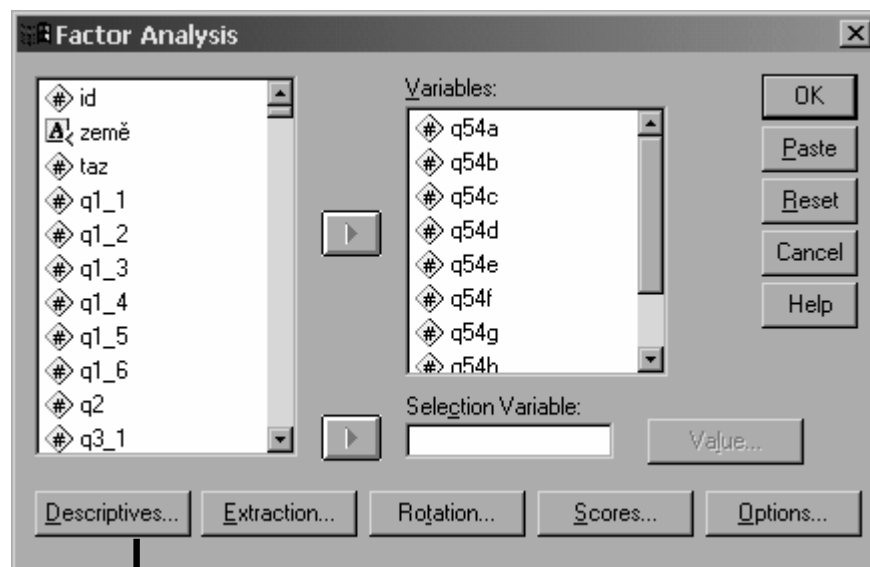 Factor Analysis
id
země
taz
q1_1
q1_2
q1_3
q1_4
q1_5
q1_6
q2
q3_1
Variables:
q54a
q54b
q54c
q54d
q54e
q54f
q54g
q54h
Selection Variable:
Value...
OK
Paste
Reset
Cancel
Help
Descriptives...
Extraction...
Rotation...
Scores...
Options...